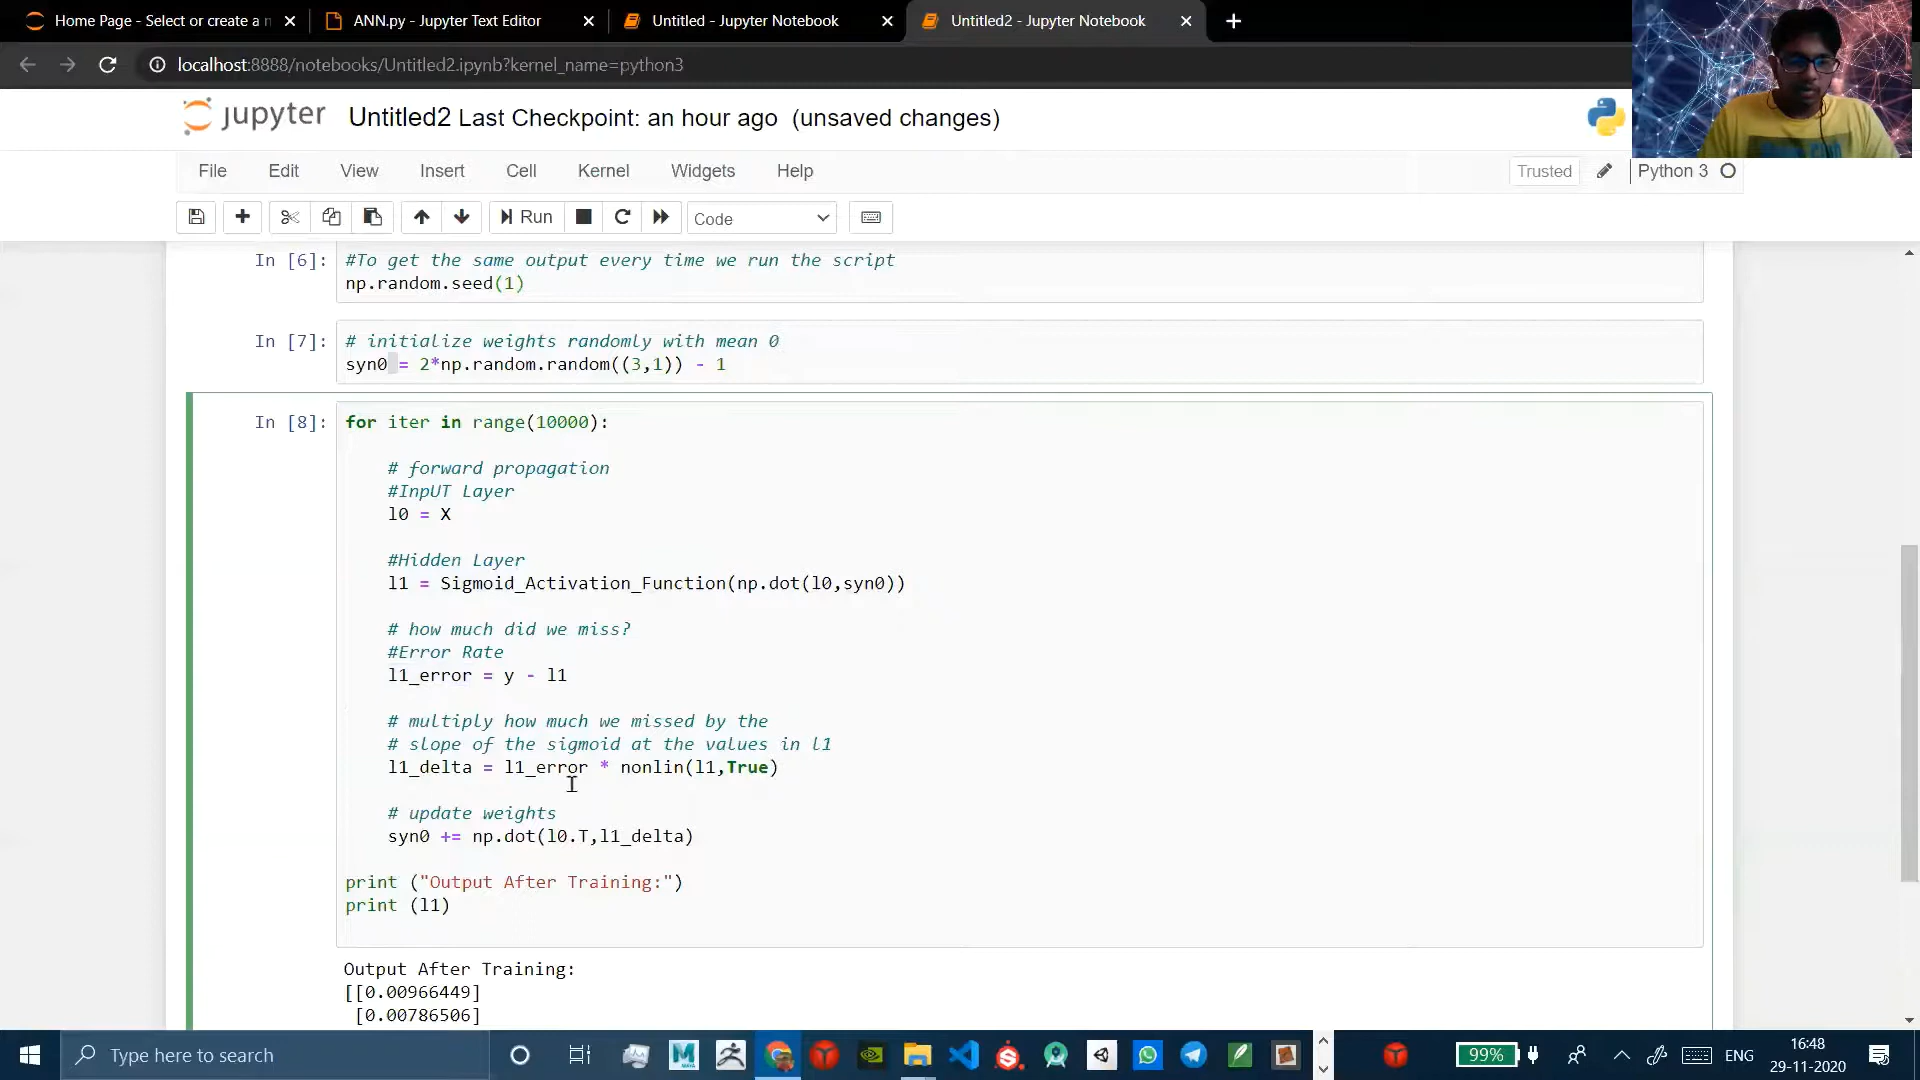 Home Page - Select or create a n
ANN.py - Jupyter Text Editor
Untitled - Jupyter Notebook
Untitled2 - Jupyter Notebook
localhost:8888/notebooks/Untitled2.ipynb?kernel_name=python3
jupyter Untitled2 Last Checkpoint: an hour ago (unsaved changes)
File Edit View Insert Cell Kernel Widgets Help Trusted Python 3
Run Code
In [6]: #To get the same output every time we run the script
np.random.seed(1)
In [7]: # initialize weights randomly with mean 0
syn0 = 2*np.random.random((3,1)) - 1
In [8]: for iter in range(10000):
# forward propagation
#InpUT Layer
l0 = X
#Hidden Layer
l1 = Sigmoid_Activation_Function(np.dot(l0,syn0))
# how much did we miss?
#Error Rate
l1_error = y - l1
# multiply how much we missed by the
# slope of the sigmoid at the values in l1
l1_delta = l1_error * nonlin(l1,True)
# update weights
syn0 += np.dot(l0.T,l1_delta)
print ("Output After Training:")
print (l1)
Output After Training:
[[0.00966449]
[0.00786506]
Type here to search
99%
ENG
16:48
29-11-2020